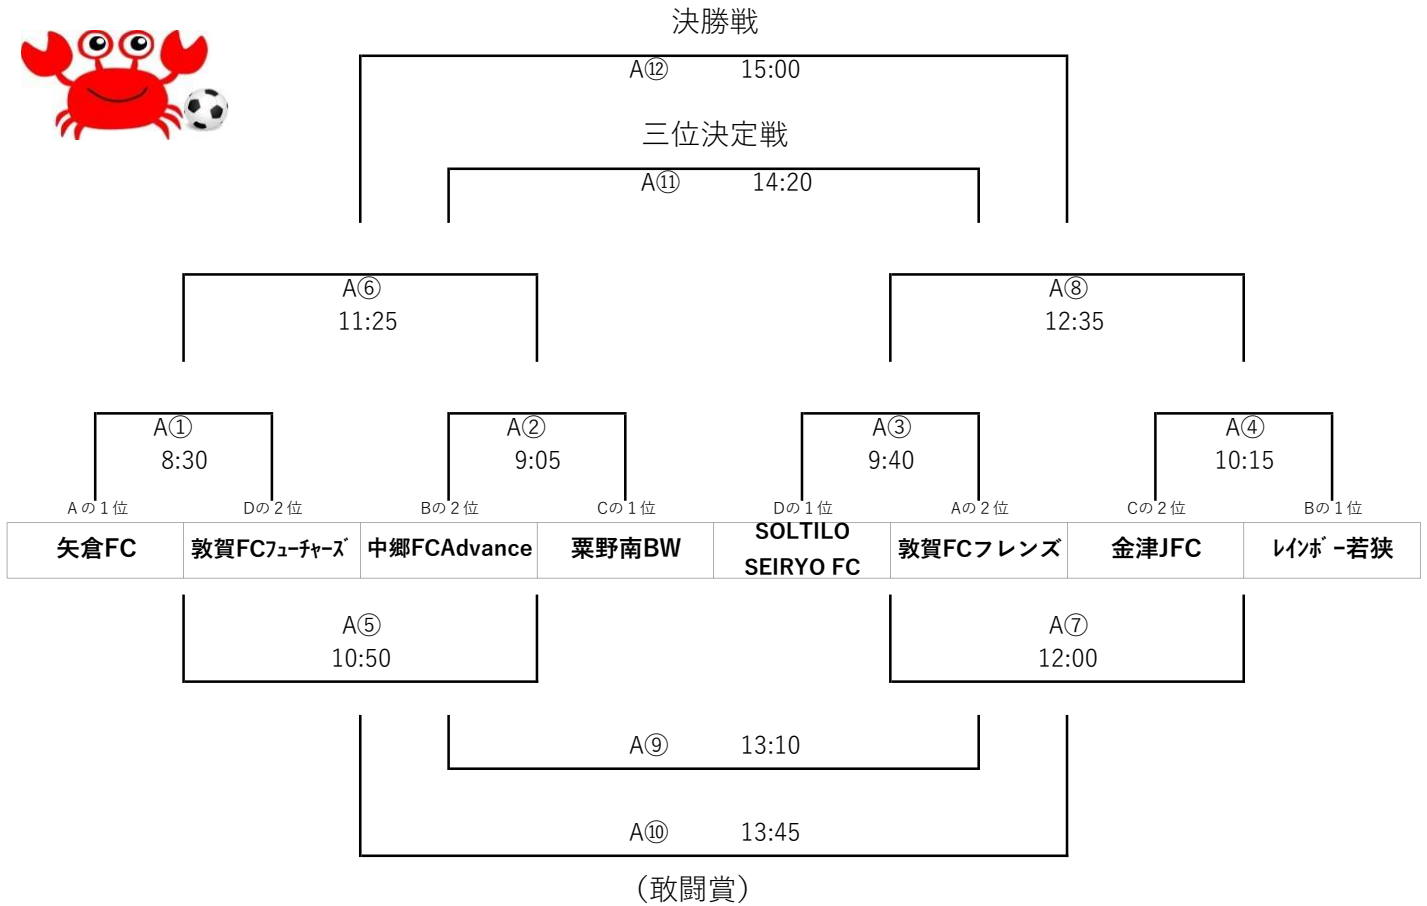 決勝戦
A⑫ 15:00
三位決定戦
A⑪ 14:20
A⑥ A⑧
11:25 12:35
A① A② A③ A④
8:30 9:05 9:40 10:15
Aの1位 Dの2位 Bの2位 Cの1位 Dの1位 Aの2位 Cの2位 Bの1位
矢倉FC 敦賀FCﾌｭｰﾁｬｰｽﾞ 中郷FCAdvance 粟野南BW SOLTILO 敦賀FCフレンズ 金津JFC ﾚｲﾝﾎﾞｰ若狭
SEIRYO FC
A⑤ A⑦
10:50 12:00
A⑨ 13:10
A⑩ 13:45
（敢闘賞）